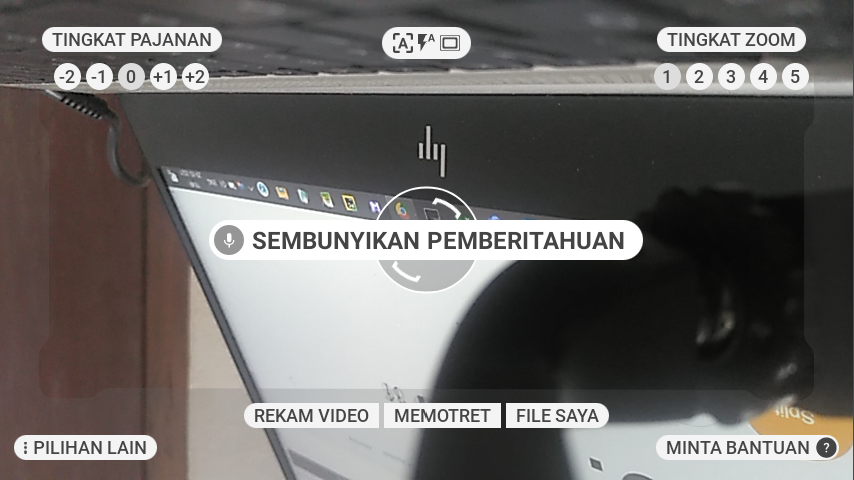 TINGKAT PAJANAN
-2 -1 0 +1 +2
A
A
TINGKAT ZOOM
1 2 3 4 5
SEMBUNYIKAN PEMBERITAHUAN
REKAM VIDEO
MEMOTRET
FILE SAYA
PILIHAN LAIN
MINTA BANTUAN ?
Split